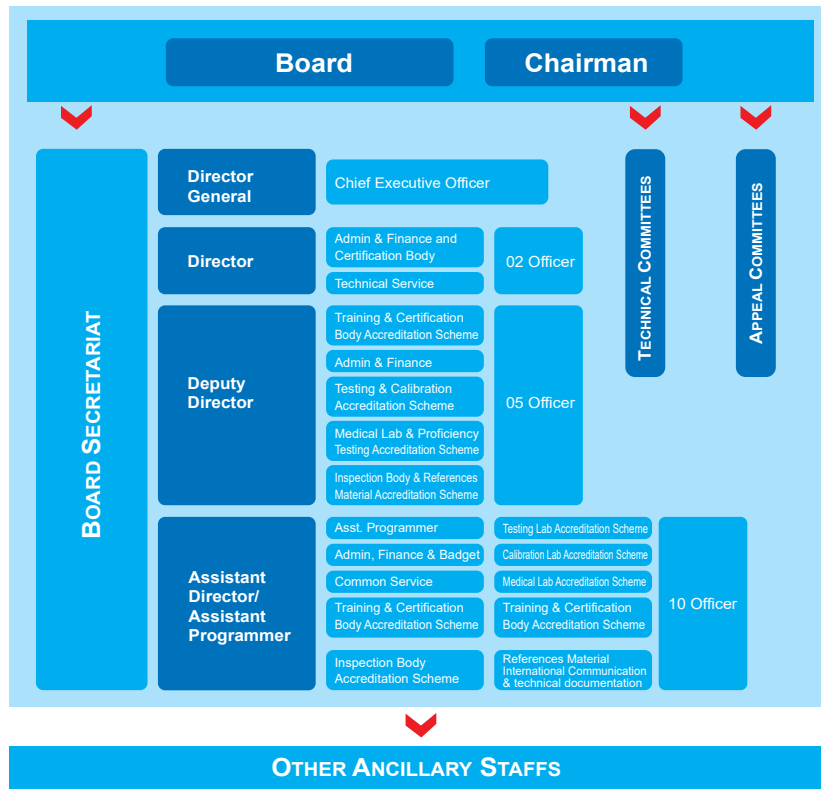 Board
Chairman
BOARD SECRETARIAT
Director
General
Chief Executive Officer
Director
Admin & Finance and
Certification Body
Technical Service
02 Officer
Deputy
Director
Training & Certification
Body Accreditation Scheme
Admin & Finance
Testing & Calibration
Accreditation Scheme
Medical Lab & Proficiency
Testing Accreditation Scheme
Inspection Body & References
Material Accreditation Scheme
05 Officer
Assistant
Director/
Assistant
Programmer
Asst. Programmer
Admin, Finance & Badget
Common Service
Training & Certification
Body Accreditation Scheme
Inspection Body
Accreditation Scheme
Testing Lab Accreditation Scheme
Calibration Lab Accreditation Scheme
Medical Lab Accreditation Scheme
Training & Certification
Body Accreditation Scheme
References Material
International Communication
& technical documentation
10 Officer
TECHNICAL COMMITTEES
APPEAL COMMITTEES
OTHER ANCILLARY STAFFS